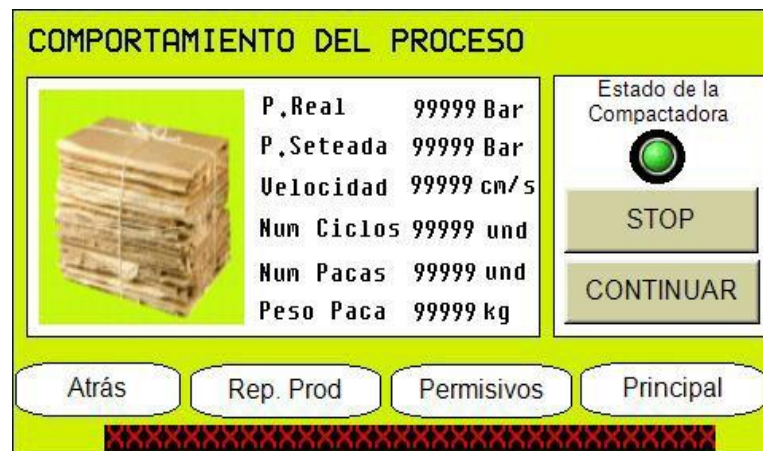 COMPORTAMIENTO DEL PROCESO
P.Real 99999 Bar
P.Seteada 99999 Bar
Velocidad 99999 cm/s
Num Ciclos 99999 und
Num Pacas 99999 und
Peso Paca 99999 kg
Estado de la
Compactadora
STOP
CONTINUAR
Atrás
Rep. Prod
Permisivos
Principal